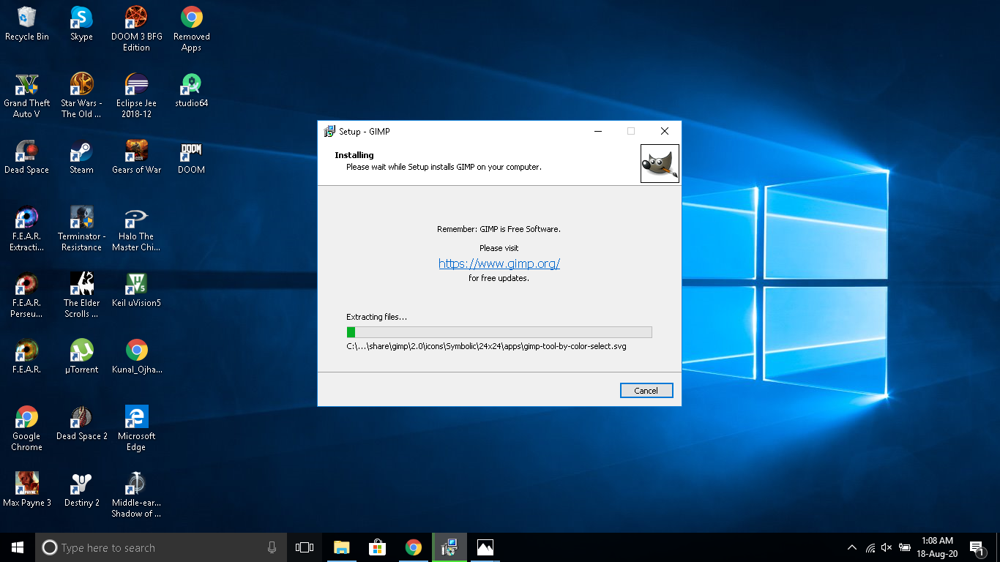 Recycle Bin
Skype
DOOM 3 BFG
Edition
Removed
Apps
Grand Theft
Auto V
Star Wars -
The Old ...
Eclipse Jee
2018-12
studio64
Dead Space
Steam
Gears of War
DOOM
DOOM
F.E.A.R.
Extracti...
Terminator -
Resistance
Halo The
Master Chi...
F.E.A.R.
Perseu...
The Elder
Scrolls ...
Keil uVision5
F.E.A.R.
µTorrent
Kunal_Ojha...
Google
Chrome
Dead Space 2
Microsoft
Edge
Max Payne 3
Destiny 2
Middle-ear...
Shadow of ...
Setup - GIMP
Installing
Please wait while Setup installs GIMP on your computer.
Remember: GIMP is Free Software.
Please visit
https://www.gimp.org/
for free updates.
Extracting files...
C:\...\share\gimp\2.0\icons\Symbolic\24x24\apps\gimp-tool-by-color-select.svg
Cancel
Type here to search
1:08 AM
18-Aug-20
1